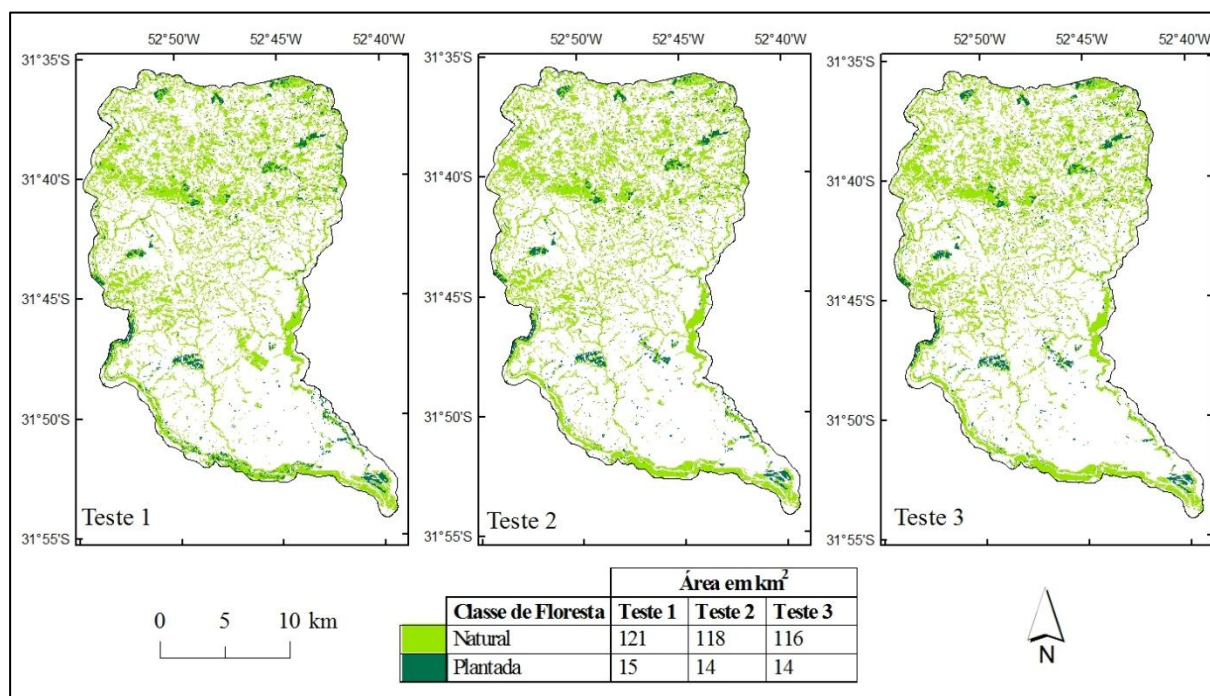 52°50'W 52°45'W 52°40'W 52°50'W 52°45'W 52°40'W 52°50'W 52°45'W 52°40'W
31°35'S 31°35'S 31°35'S
31°40'S 31°40'S 31°40'S
31°45'S 31°45'S 31°45'S
31°50'S 31°50'S 31°50'S
Teste 1 Teste 2 Teste 3
31°55'S 31°55'S 31°55'S
0 5 10 km
Área em km²
Classe de Floresta Teste 1 Teste 2 Teste 3
Natural 121 118 116
Plantada 15 14 14
N